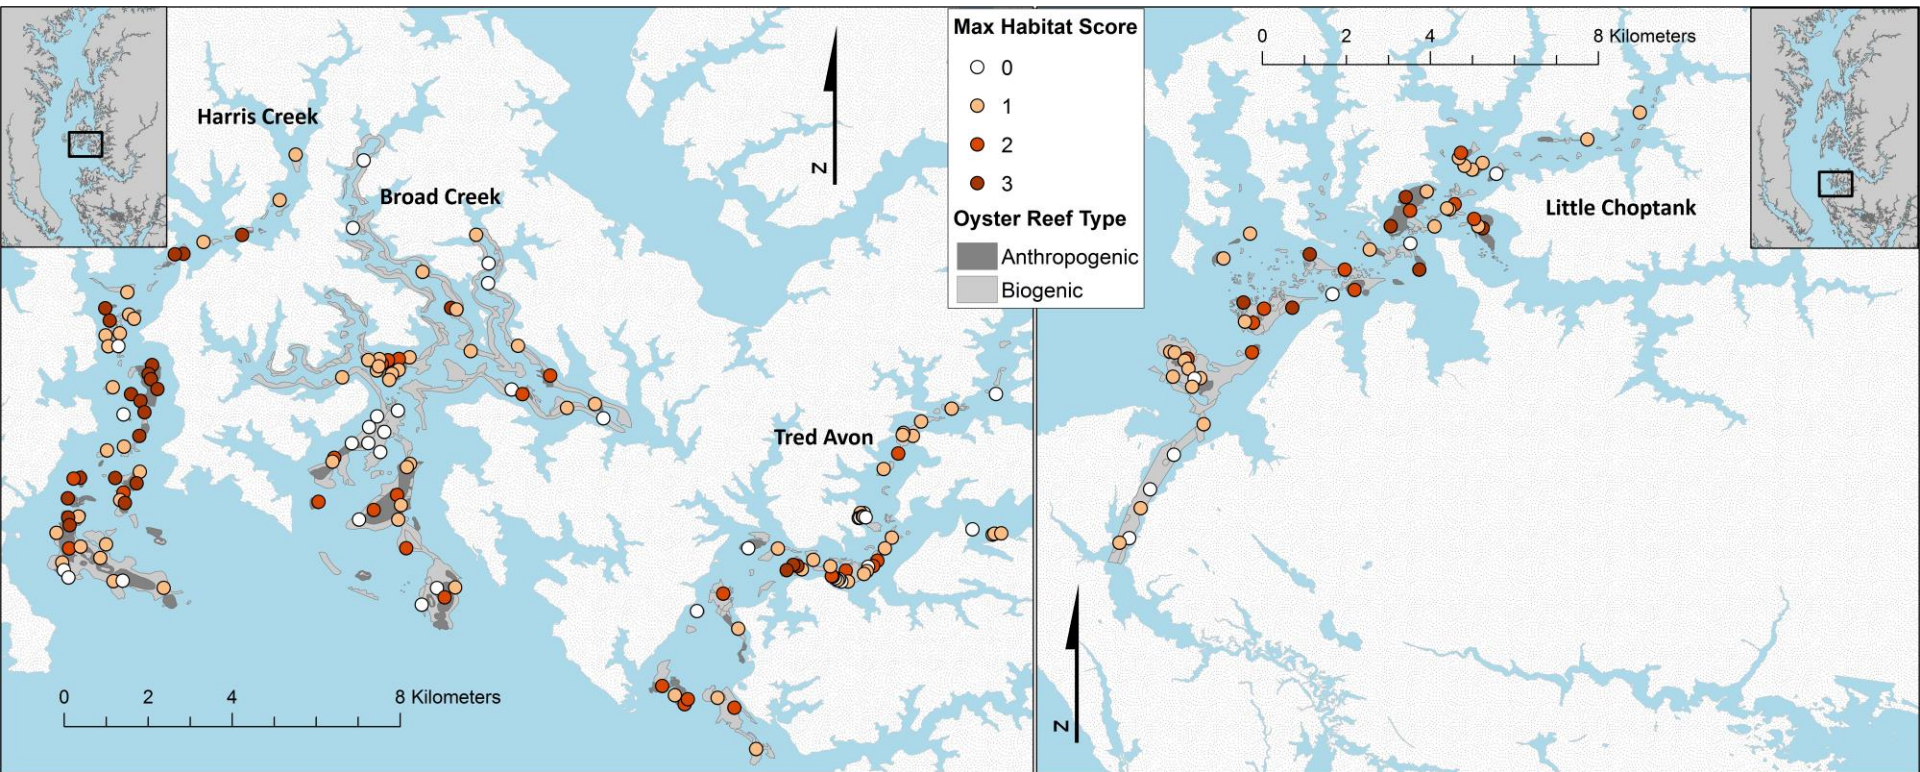 Harris Creek
Broad Creek
Tred Avon
0 2 4 8 Kilometers
N
Max Habitat Score
0
1
2
3
Oyster Reef Type
Anthropogenic
Biogenic
0 2 4 8 Kilometers
Little Choptank
N